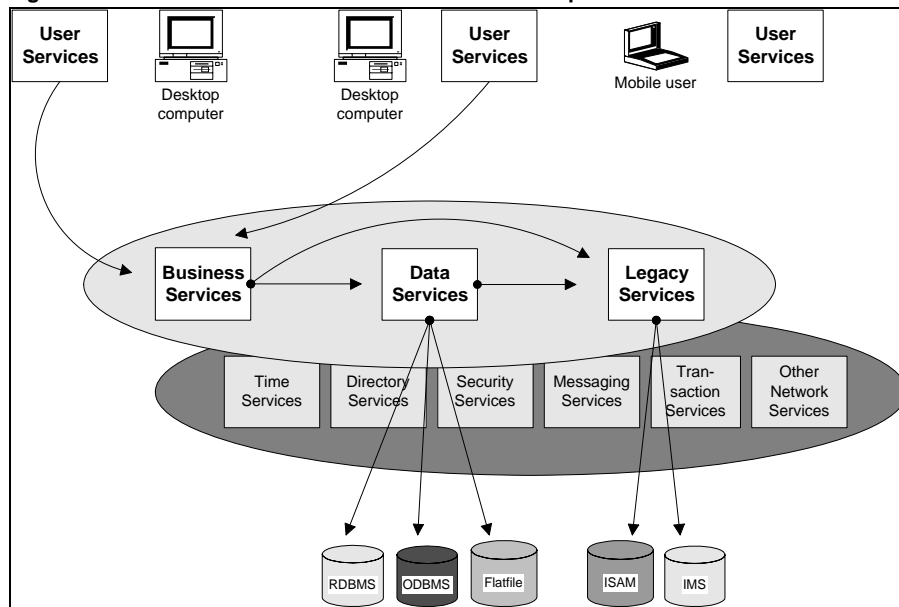 User
Services
Desktop
computer
Desktop
computer
User
Services
Mobile user
User
Services
Business
Services
Data
Services
Legacy
Services
Time
Services
Directory
Services
Security
Services
Messaging
Services
Tran-
saction
Services
Other
Network
Services
RDBMS
ODBMS
Flatfile
ISAM
IMS